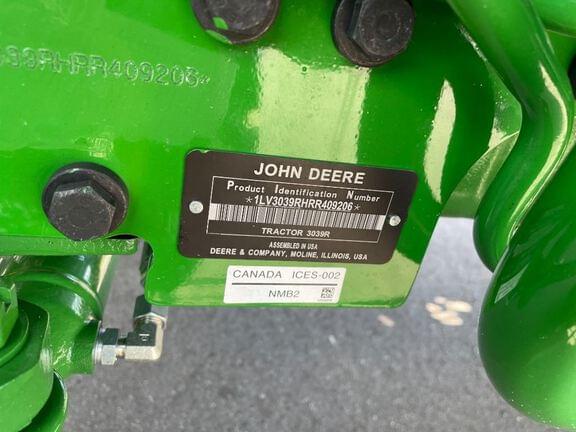 039RHRR409206*
JOHN DEERE
Product Identification Number
*1LV3039RHRR409206*
TRACTOR 3039R
ASSEMBLED IN USA
DEERE & COMPANY, MOLINE, ILLINOIS, USA
CANADA ICES-002
NMB2